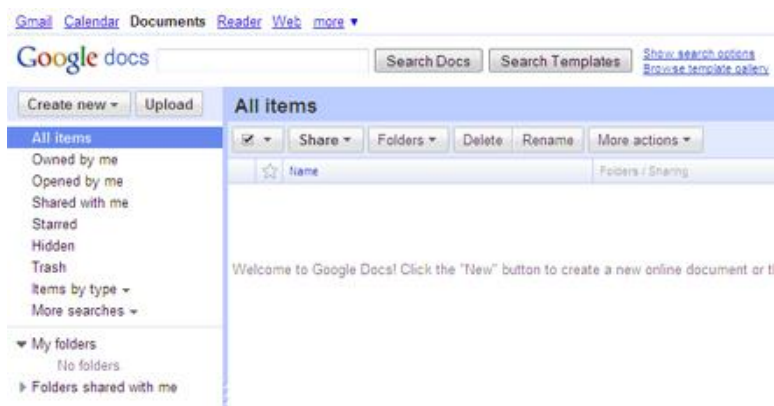 Gmail Calendar Documents Reader Web more ▼
Google docs Search Docs Search Templates Show search options
Browse template gallery
Create new Upload All items
All items
Share Folders Delete Rename More actions
Name Folders / Sharing
Owned by me
Opened by me
Shared with me
Starred
Hidden
Trash
Welcome to Google Docs! Click the "New" button to create a new online document or th
Items by type
More searches
My folders
No folders
Folders shared with me